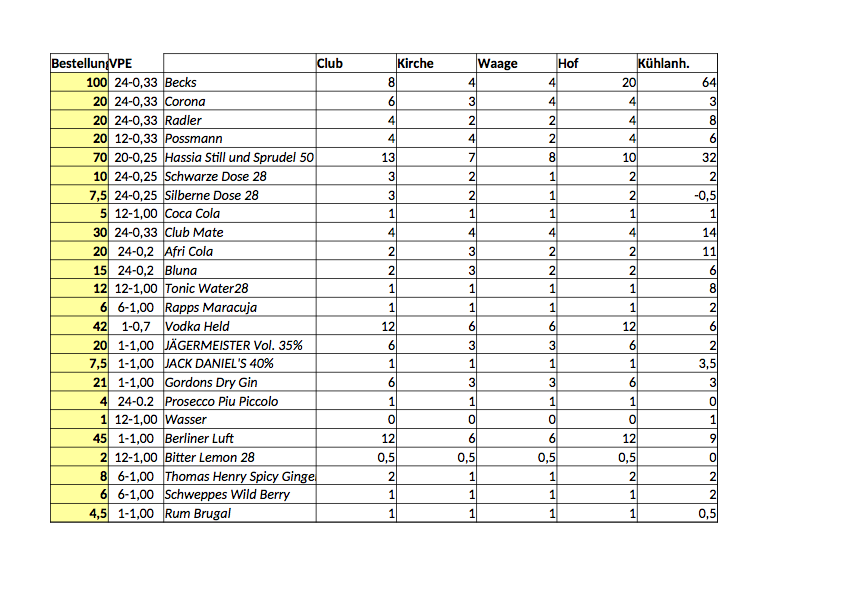 Bestellung VPE Club Kirche Waage Hof Kühlanh.
100 24-0,33 Becks 8 4 4 20 64
20 24-0,33 Corona 6 3 4 4 3
20 24-0,33 Radler 4 2 2 4 8
20 12-0,33 Possmann 4 4 2 4 6
70 20-0,25 Hassia Still und Sprudel 50 13 7 8 10 32
10 24-0,25 Schwarze Dose 28 3 2 1 2 2
7,5 24-0,25 Silberne Dose 28 3 2 1 2 -0,5
5 12-1,00 Coca Cola 1 1 1 1 1
30 24-0,33 Club Mate 4 4 4 4 14
20 24-0,2 Afri Cola 2 3 2 2 11
15 24-0,2 Bluna 2 3 2 2 6
12 12-1,00 Tonic Water28 1 1 1 1 8
6 6-1,00 Rapps Maracuja 1 1 1 1 2
42 1-0,7 Vodka Held 12 6 6 12 6
20 1-1,00 JÄGERMEISTER Vol. 35% 6 3 3 6 2
7,5 1-1,00 JACK DANIEL'S 40% 1 1 1 1 3,5
21 1-1,00 Gordons Dry Gin 6 3 3 6 3
4 24-0.2 Prosecco Piu Piccolo 1 1 1 1 0
1 12-1,00 Wasser 0 0 0 0 1
45 1-1,00 Berliner Luft 12 6 6 12 9
2 12-1,00 Bitter Lemon 28 0,5 0,5 0,5 0,5 0
8 6-1,00 Thomas Henry Spicy Ginge 2 1 1 2 2
6 6-1,00 Schweppes Wild Berry 1 1 1 1 2
4,5 1-1,00 Rum Brugal 1 1 1 1 0,5